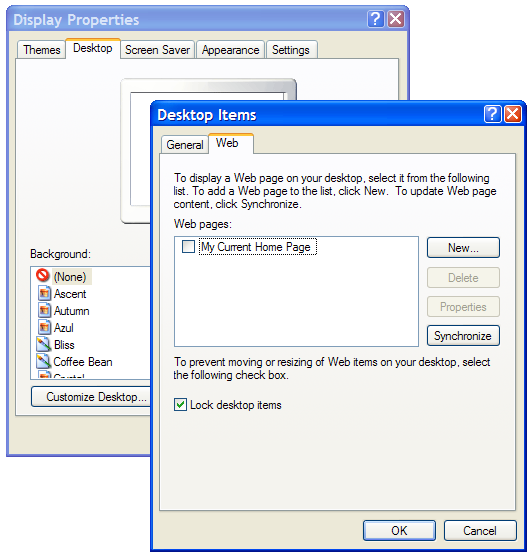 Display Properties
Themes
Desktop
Screen Saver
Appearance
Settings
Background:
(None)
Ascent
Autumn
Azul
Bliss
Coffee Bean
Customize Desktop...
Desktop Items
General
Web
To display a Web page on your desktop, select it from the following
list. To add a Web page to the list, click New. To update Web page
content, click Synchronize.
Web pages:
My Current Home Page
New...
Delete
Properties
Synchronize
To prevent moving or resizing of Web items on your desktop, select
the following check box.
Lock desktop items
OK
Cancel